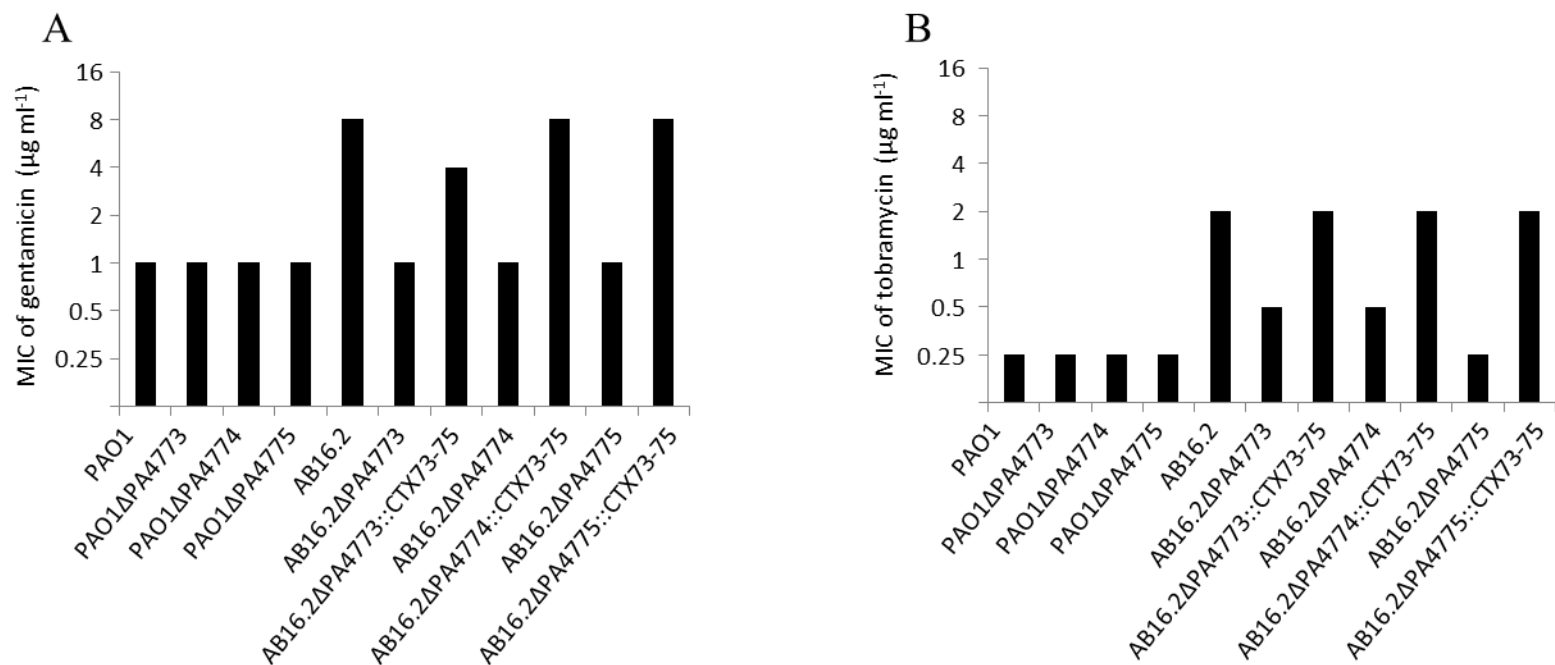 A
MIC of gentamicin (µg ml-1)
16
8
4
2
1
0.5
0.25
PAO1
PAO1ΔPA4773
PAO1ΔPA4774
PAO1ΔPA4775
AB16.2
AB16.2ΔPA4773
AB16.2ΔPA4773::CTX73-75
AB16.2ΔPA4774
AB16.2ΔPA4774::CTX73-75
AB16.2ΔPA4775
AB16.2ΔPA4775::CTX73-75
B
MIC of tobramycin (µg ml-1)
16
8
4
2
1
0.5
0.25
PAO1
PAO1ΔPA4773
PAO1ΔPA4774
PAO1ΔPA4775
AB16.2
AB16.2ΔPA4773
AB16.2ΔPA4773::CTX73-75
AB16.2ΔPA4774
AB16.2ΔPA4774::CTX73-75
AB16.2ΔPA4775
AB16.2ΔPA4775::CTX73-75